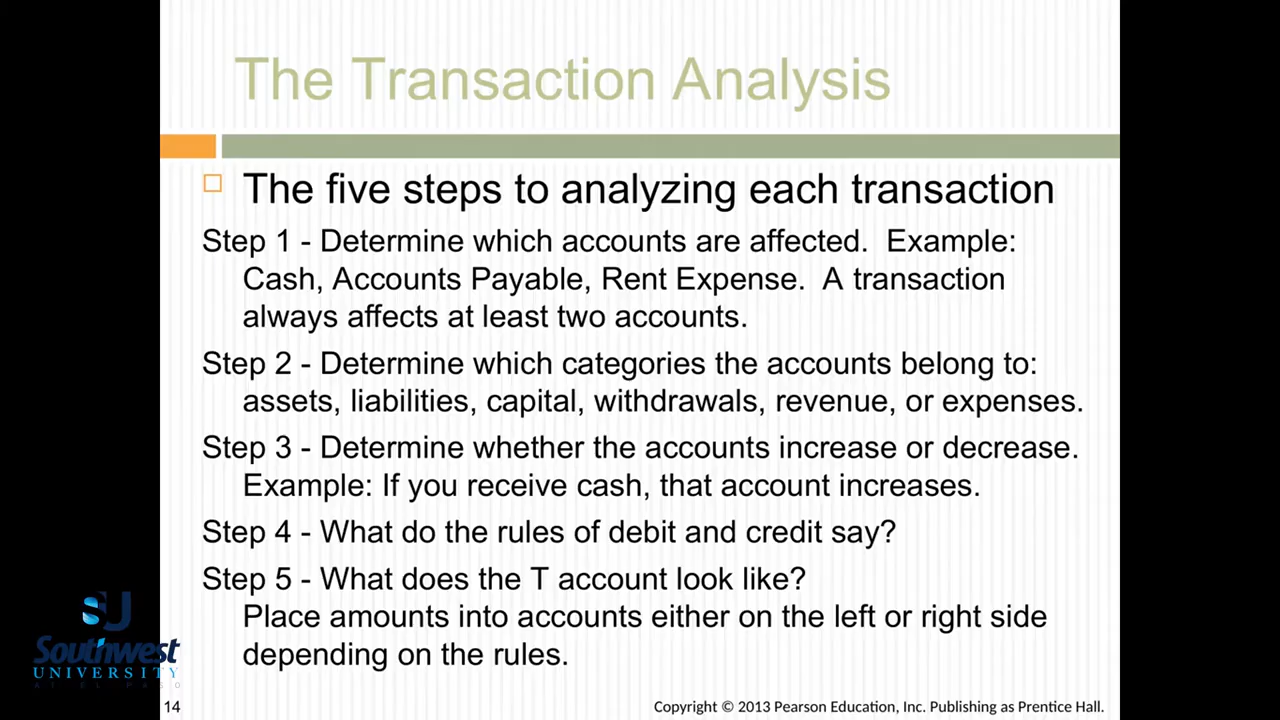 The Transaction Analysis
The five steps to analyzing each transaction
Step 1 - Determine which accounts are affected.  Example:
Cash, Accounts Payable, Rent Expense.  A transaction
always affects at least two accounts.
Step 2 - Determine which categories the accounts belong to:
assets, liabilities, capital, withdrawals, revenue, or expenses.
Step 3 - Determine whether the accounts increase or decrease.
Example: If you receive cash, that account increases.
Step 4 - What do the rules of debit and credit say?
Step 5 - What does the T account look like?
Place amounts into accounts either on the left or right side
depending on the rules.
SU
Southwest
UNIVERSITY
AT EL PASO
14
Copyright © 2013 Pearson Education, Inc. Publishing as Prentice Hall.